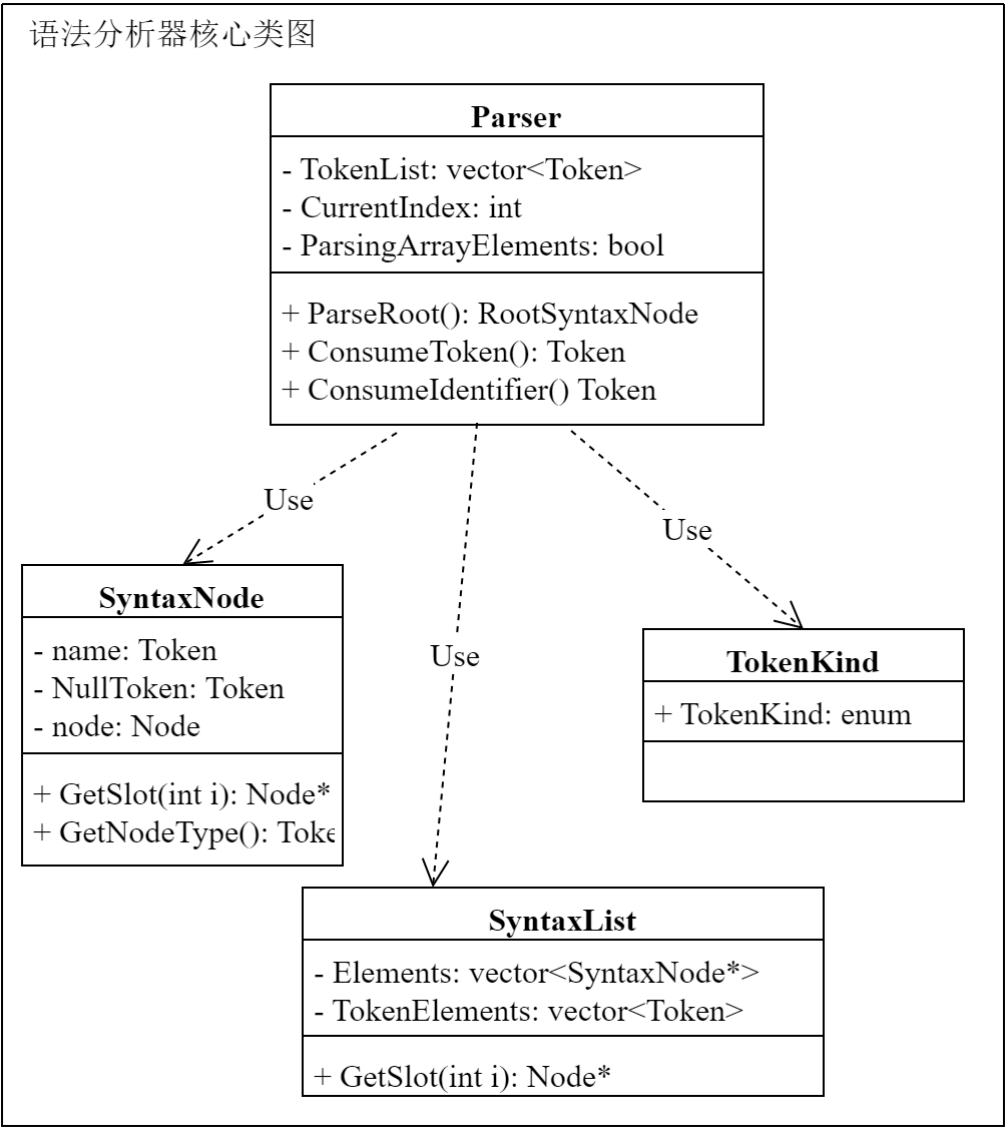 语法分析器核心类图
Parser
- TokenList: vector<Token>
- CurrentIndex: int
- ParsingArrayElements: bool
+ ParseRoot(): RootSyntaxNode
+ ConsumeToken(): Token
+ ConsumeIdentifier() Token
Use
Use
Use
SyntaxNode
- name: Token
- NullToken: Token
- node: Node
+ GetSlot(int i): Node*
+ GetNodeType(): Toke
TokenKind
+ TokenKind: enum
SyntaxList
- Elements: vector<SyntaxNode*>
- TokenElements: vector<Token>
+ GetSlot(int i): Node*